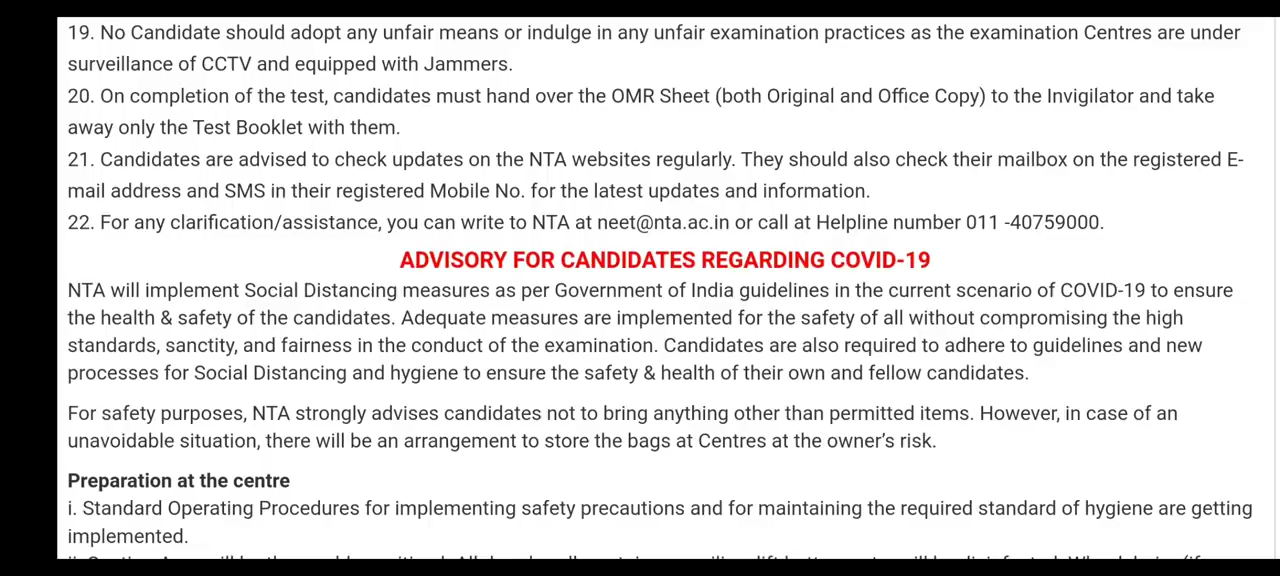 19. No Candidate should adopt any unfair means or indulge in any unfair examination practices as the examination Centres are under
surveillance of CCTV and equipped with Jammers.
20. On completion of the test, candidates must hand over the OMR Sheet (both Original and Office Copy) to the Invigilator and take
away only the Test Booklet with them.
21. Candidates are advised to check updates on the NTA websites regularly. They should also check their mailbox on the registered E-
mail address and SMS in their registered Mobile No. for the latest updates and information.
22. For any clarification/assistance, you can write to NTA at neet@nta.ac.in or call at Helpline number 011 -40759000.
ADVISORY FOR CANDIDATES REGARDING COVID-19
NTA will implement Social Distancing measures as per Government of India guidelines in the current scenario of COVID-19 to ensure
the health & safety of the candidates. Adequate measures are implemented for the safety of all without compromising the high
standards, sanctity, and fairness in the conduct of the examination. Candidates are also required to adhere to guidelines and new
processes for Social Distancing and hygiene to ensure the safety & health of their own and fellow candidates.
For safety purposes, NTA strongly advises candidates not to bring anything other than permitted items. However, in case of an
unavoidable situation, there will be an arrangement to store the bags at Centres at the owner's risk.
Preparation at the centre
i. Standard Operating Procedures for implementing safety precautions and for maintaining the required standard of hygiene are getting
implemented.